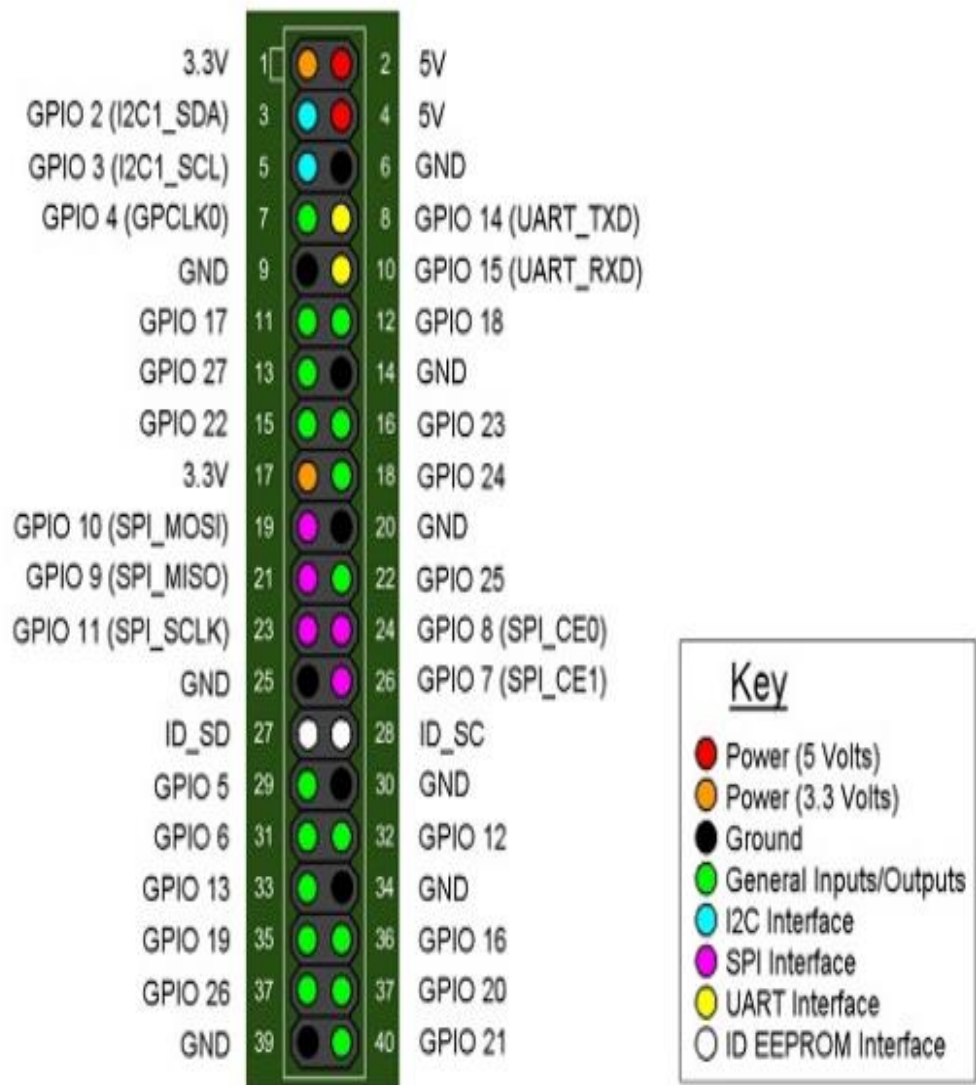 3.3V 1 2 5V
GPIO 2 (I2C1_SDA) 3 4 5V
GPIO 3 (I2C1_SCL) 5 6 GND
GPIO 4 (GPCLK0) 7 8 GPIO 14 (UART_TXD)
GND 9 10 GPIO 15 (UART_RXD)
GPIO 17 11 12 GPIO 18
GPIO 27 13 14 GND
GPIO 22 15 16 GPIO 23
3.3V 17 18 GPIO 24
GPIO 10 (SPI_MOSI) 19 20 GND
GPIO 9 (SPI_MISO) 21 22 GPIO 25
GPIO 11 (SPI_SCLK) 23 24 GPIO 8 (SPI_CE0)
GND 25 26 GPIO 7 (SPI_CE1)
ID_SD 27 28 ID_SC
GPIO 5 29 30 GND
GPIO 6 31 32 GPIO 12
GPIO 13 33 34 GND
GPIO 19 35 36 GPIO 16
GPIO 26 37 37 GPIO 20
GND 39 40 GPIO 21
Key
Power (5 Volts)
Power (3.3 Volts)
Ground
General Inputs/Outputs
I2C Interface
SPI Interface
UART Interface
ID EEPROM Interface